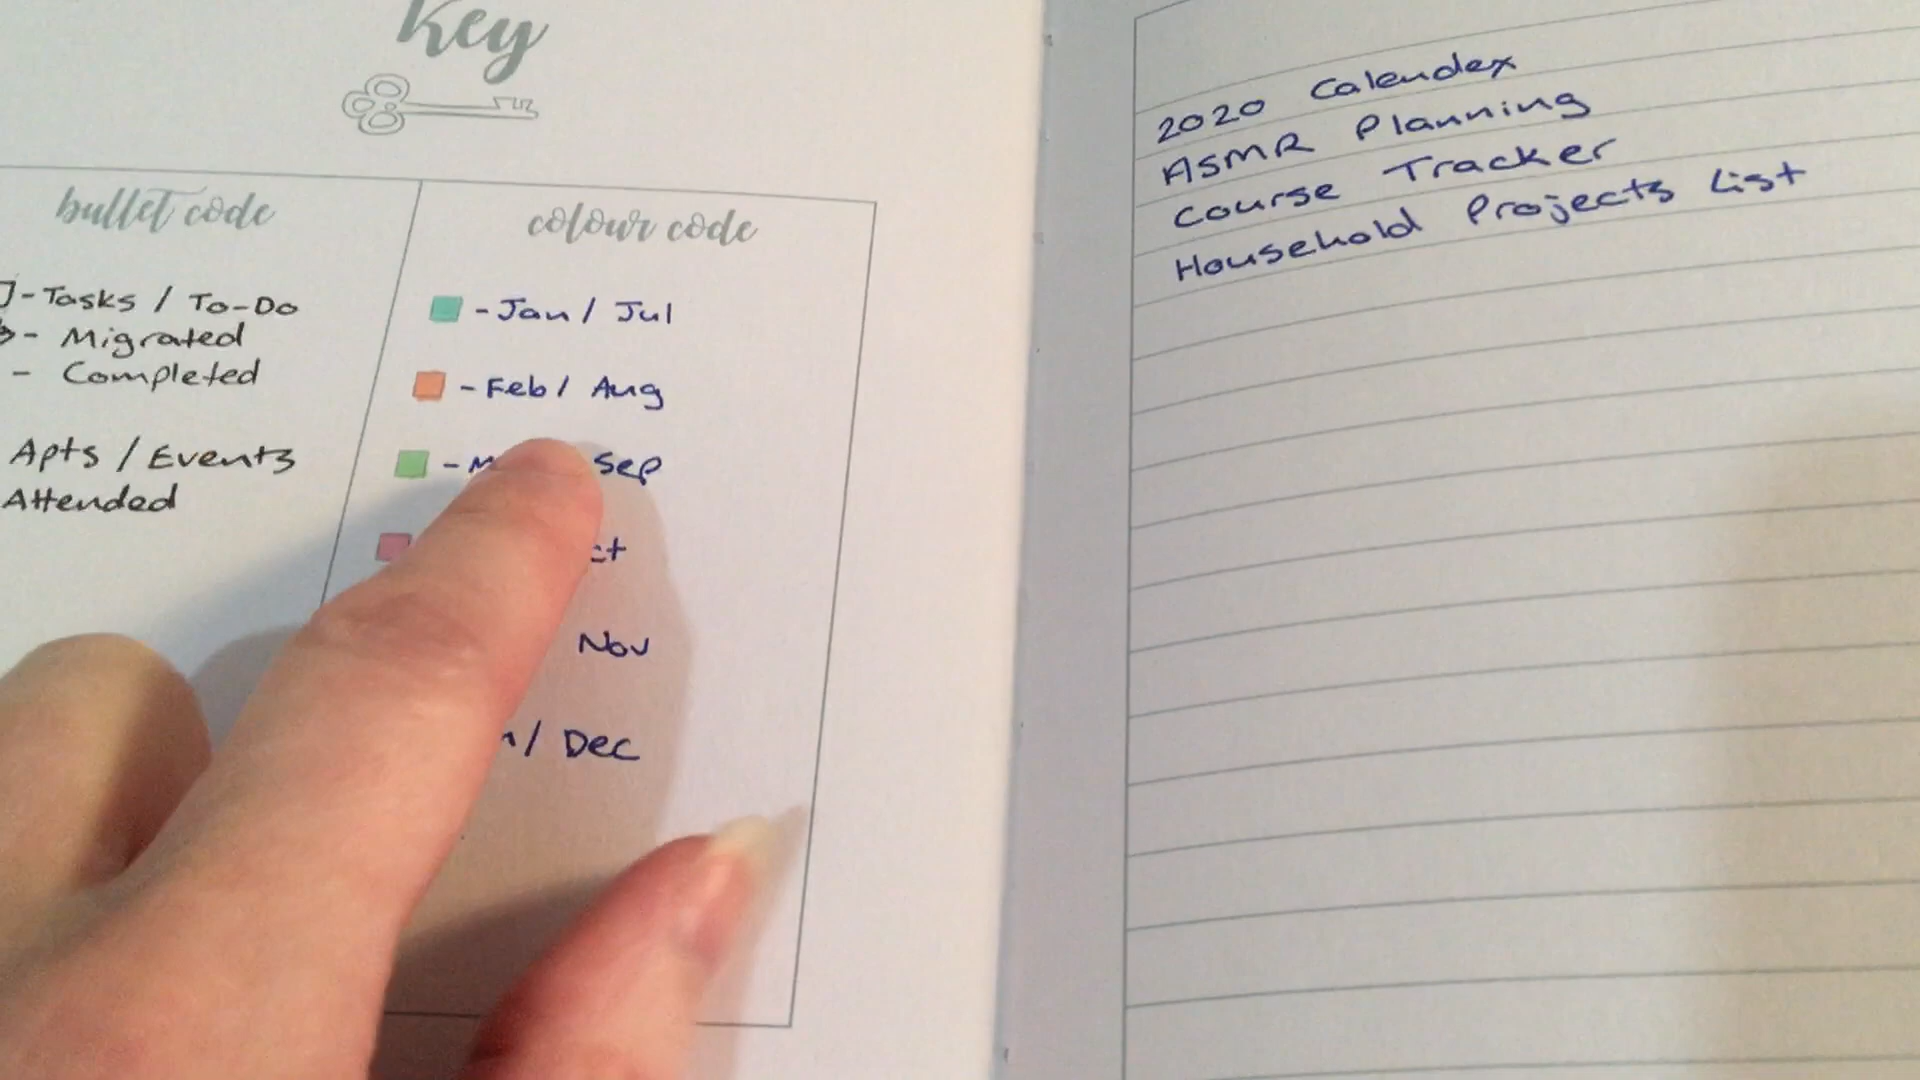 Key
bullet code
- Tasks / To-Do
- Migrated
- Completed
Apts / Events
Attended
colour code
- Jan / Jul
- Feb / Aug
- Sep
Nov
/ Dec
2020 Calendex
ASMR Planning
Course Tracker
Household Projects List